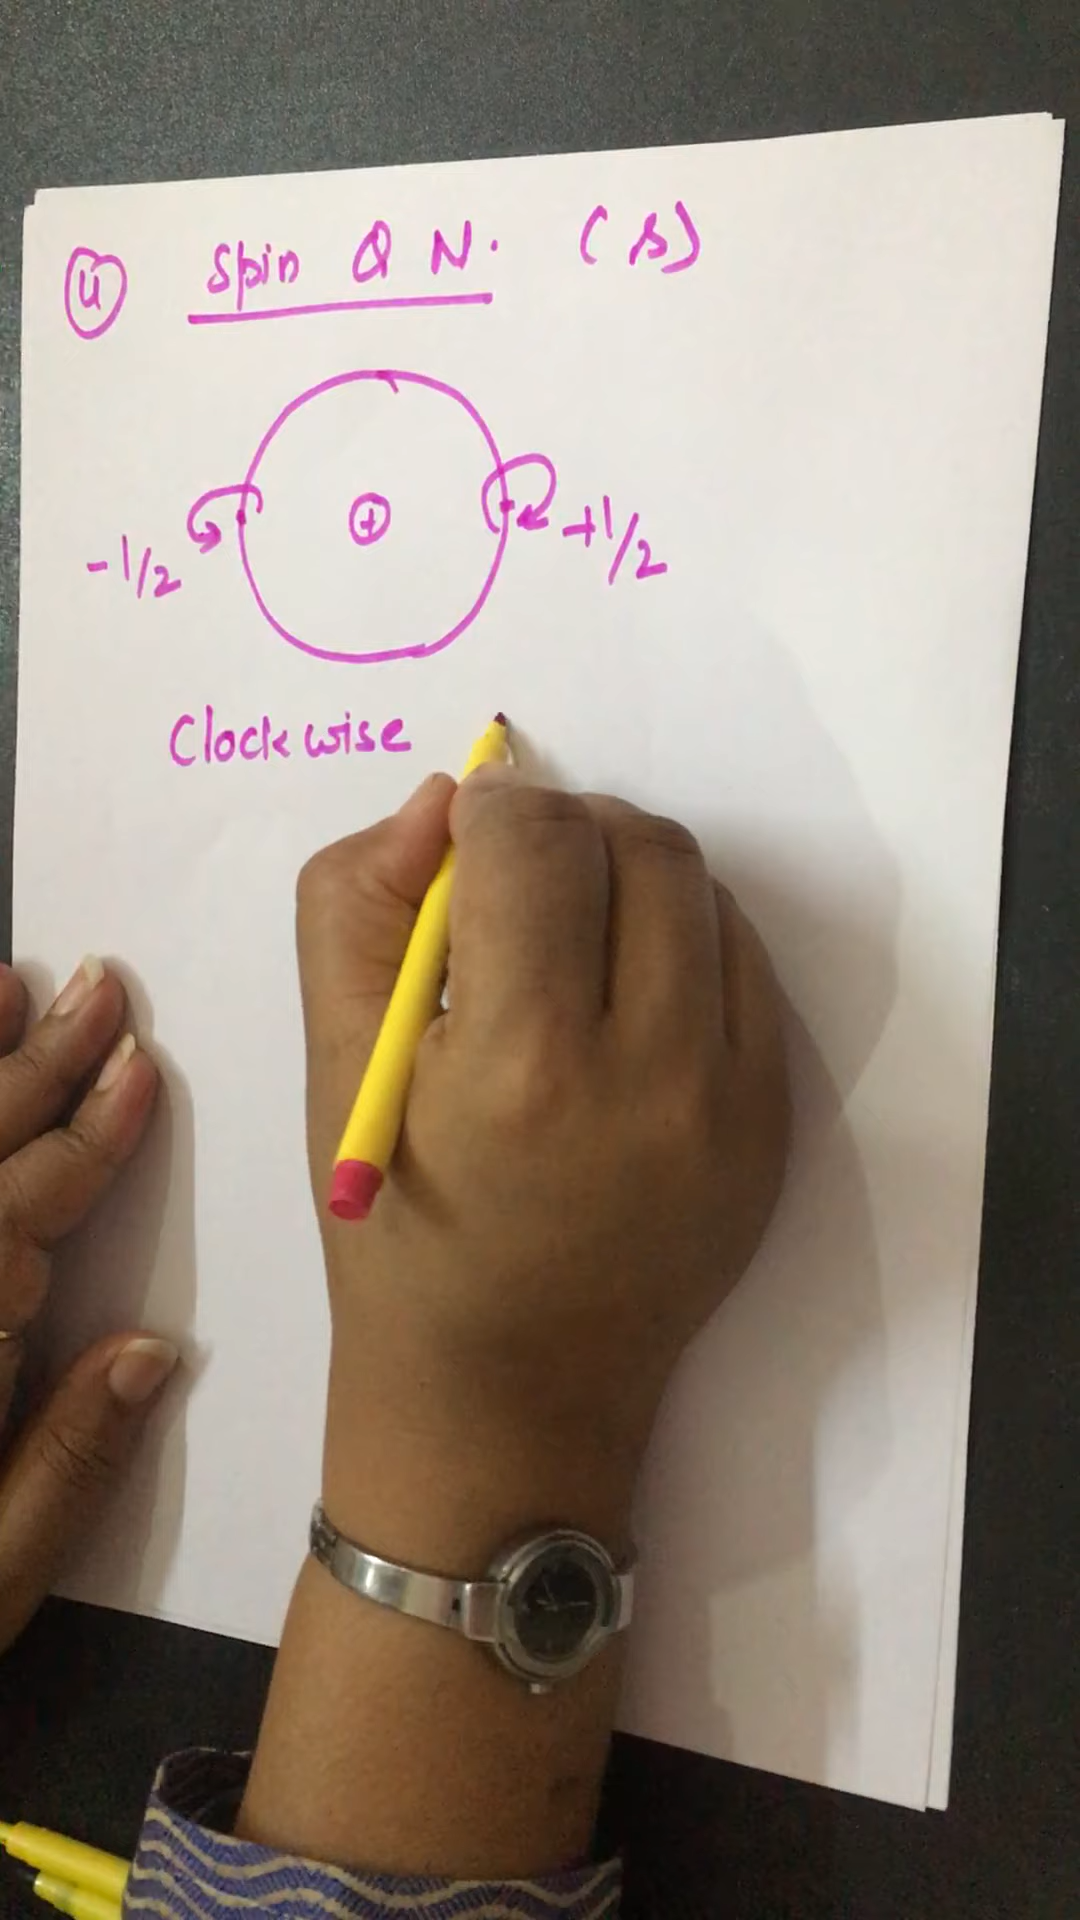 ④ Spin Q N. (s)
⊕
-1/2 +1/2
Clockwise